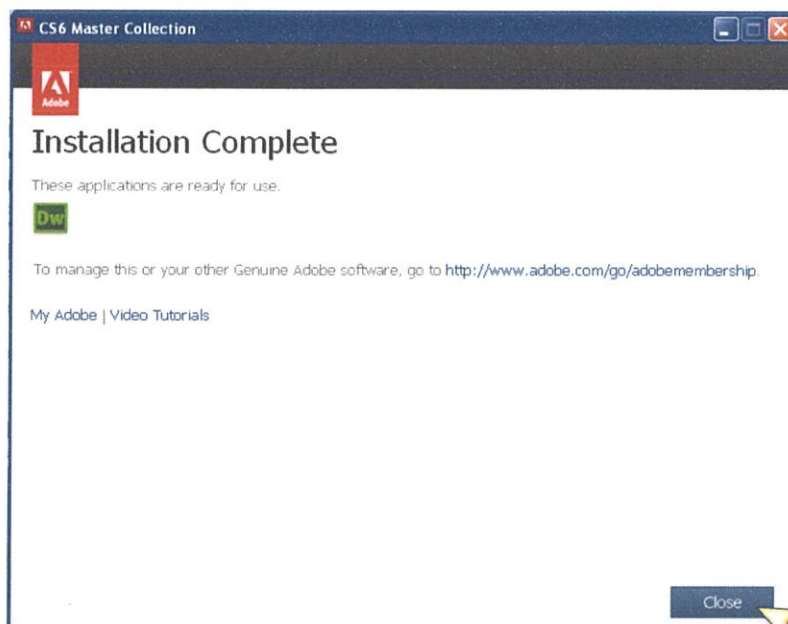 CS6 Master Collection
Adobe
Installation Complete
These applications are ready for use.
Dw
To manage this or your other Genuine Adobe software, go to http://www.adobe.com/go/adobemembership.
My Adobe | Video Tutorials
Close